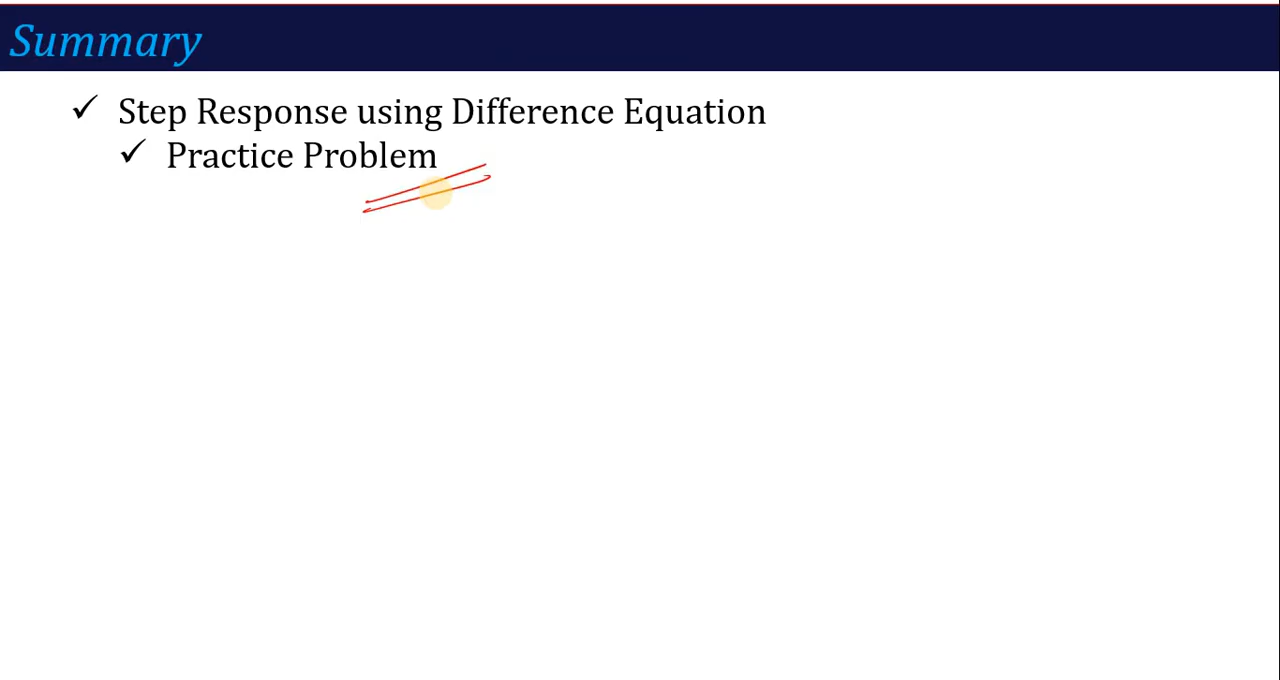 Summary
✓ Step Response using Difference Equation
✓ Practice Problem